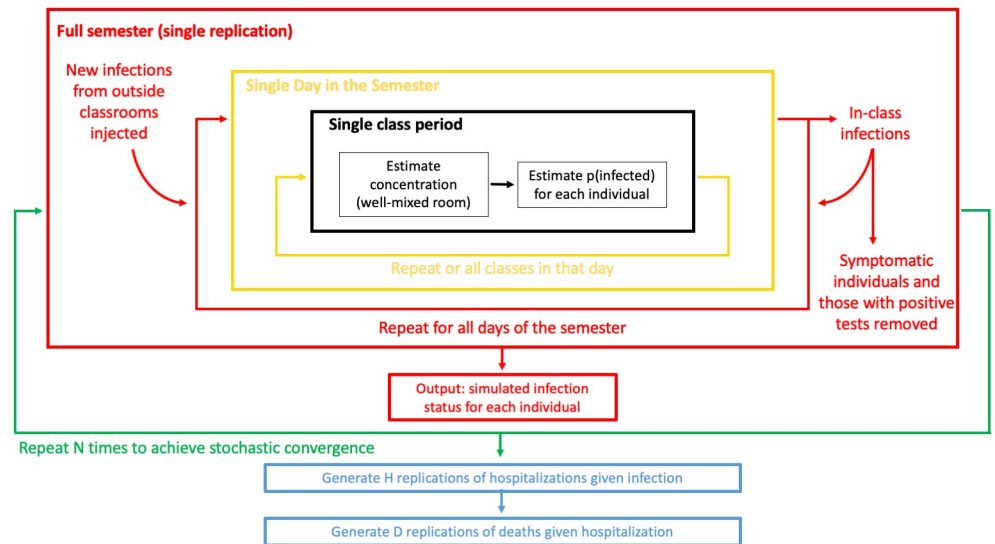 Full semester (single replication)
New infections
from outside
classrooms
injected
Single Day in the Semester
Single class period
Estimate
concentration
(well-mixed room)
Estimate p(infected)
for each individual
Repeat or all classes in that day
In-class
infections
Symptomatic
individuals and
those with positive
tests removed
Repeat for all days of the semester
Output: simulated infection
status for each individual
Repeat N times to achieve stochastic convergence
Generate H replications of hospitalizations given infection
Generate D replications of deaths given hospitalization